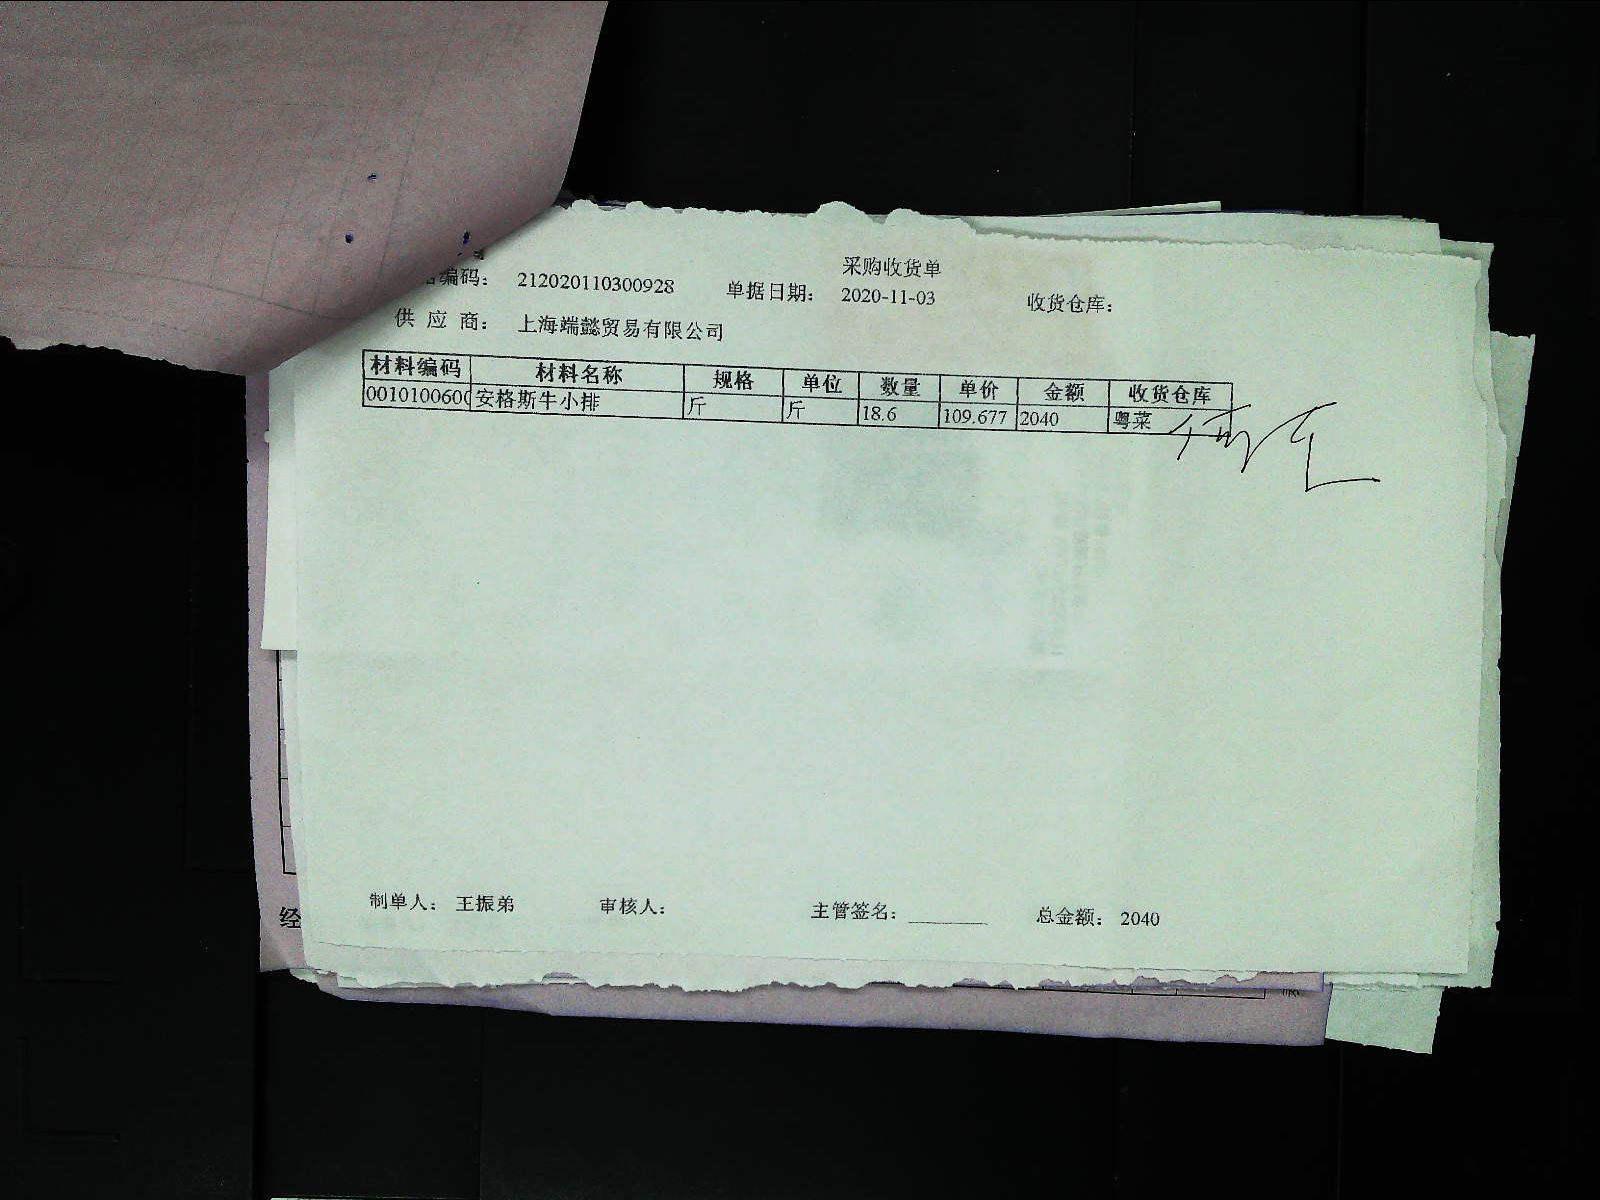 采购收货单
编码： 212020110300928 单据日期： 2020-11-03 收货仓库：
供 应 商： 上海端懿贸易有限公司
材料编码 材料名称 规格 单位 数量 单价 金额 收货仓库
0010100600 安格斯牛小排 斤 斤 18.6 109.677 2040 粤菜
制单人： 王振弟 审核人： 主管签名： 总金额： 2040
经